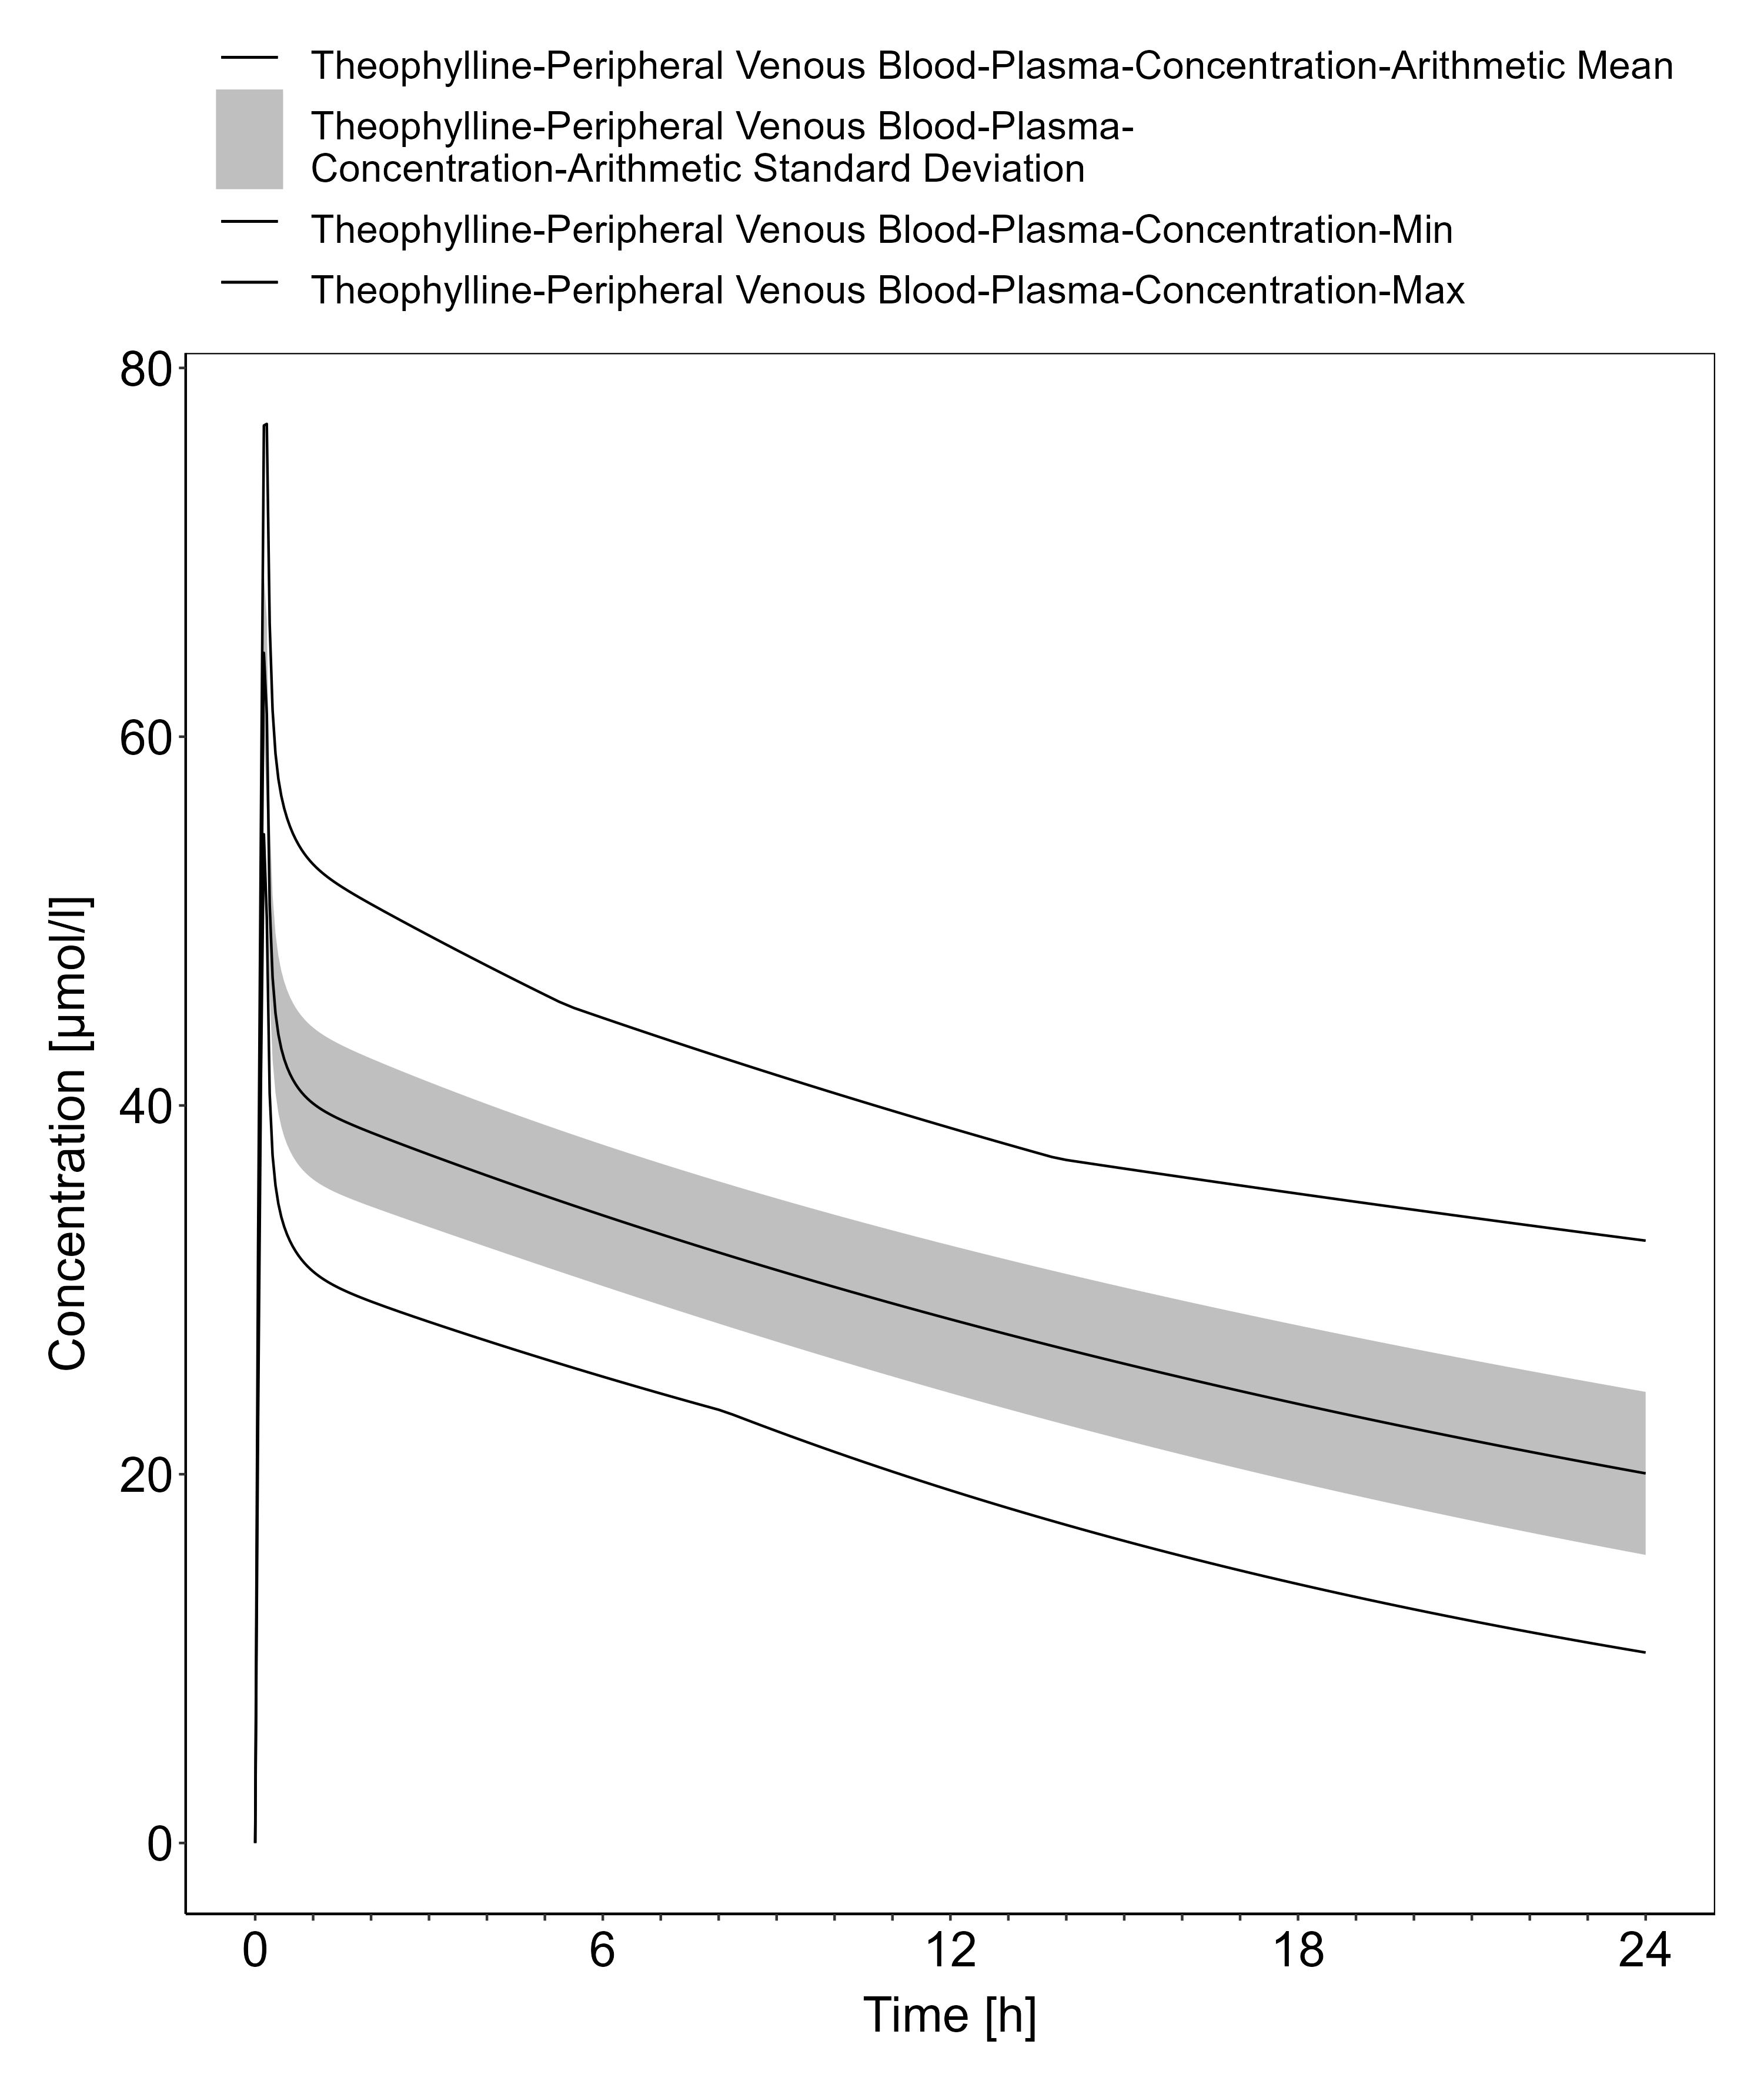 Theophylline-Peripheral Venous Blood-Plasma-Concentration-Arithmetic Mean
Theophylline-Peripheral Venous Blood-Plasma-
Concentration-Arithmetic Standard Deviation
Theophylline-Peripheral Venous Blood-Plasma-Concentration-Min
Theophylline-Peripheral Venous Blood-Plasma-Concentration-Max
80
60
40
20
0
Concentration [µmol/l]
0 6 12 18 24
Time [h]